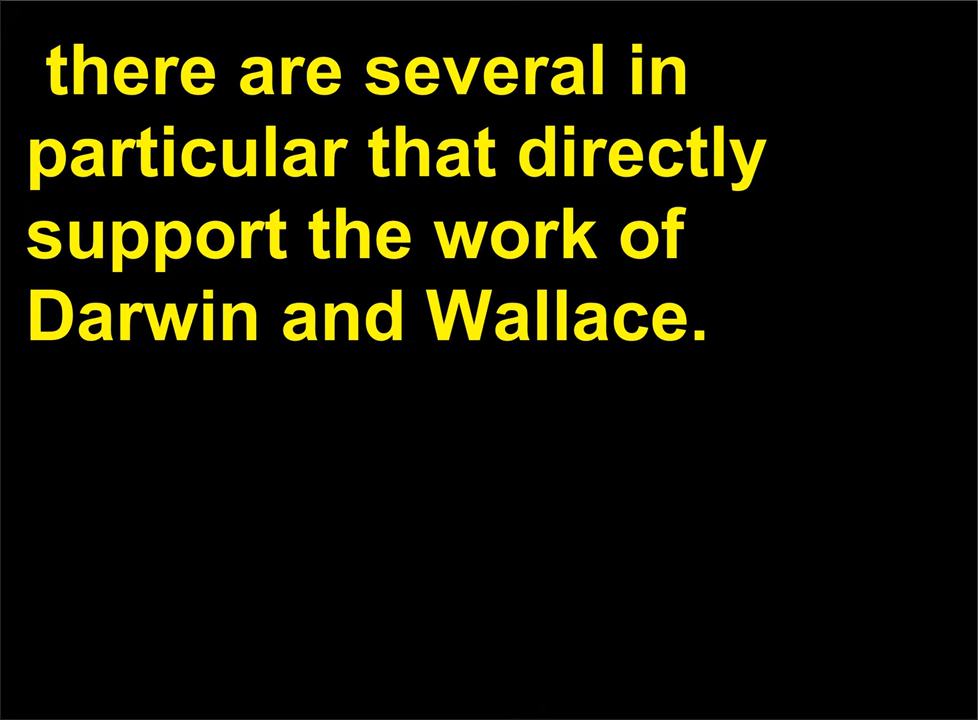 there are several in
particular that directly
support the work of
Darwin and Wallace.